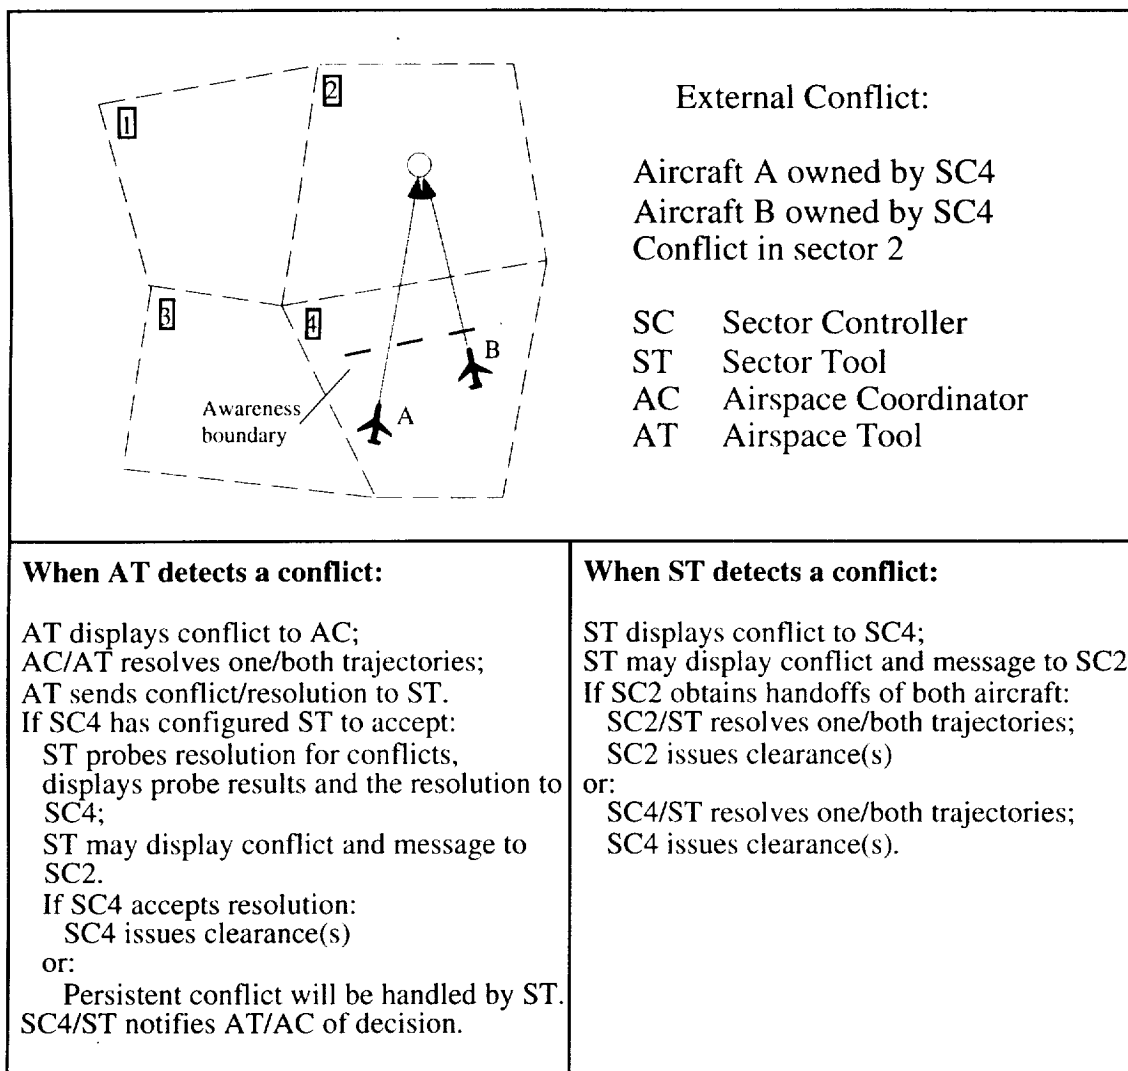 1
2
3
4
A
B
Awareness
boundary
External Conflict:
Aircraft A owned by SC4
Aircraft B owned by SC4
Conflict in sector 2
SC Sector Controller
ST Sector Tool
AC Airspace Coordinator
AT Airspace Tool
When AT detects a conflict:
AT displays conflict to AC;
AC/AT resolves one/both trajectories;
AT sends conflict/resolution to ST.
If SC4 has configured ST to accept:
ST probes resolution for conflicts,
displays probe results and the resolution to
SC4;
ST may display conflict and message to
SC2.
If SC4 accepts resolution:
SC4 issues clearance(s)
or:
Persistent conflict will be handled by ST.
SC4/ST notifies AT/AC of decision.
When ST detects a conflict:
ST displays conflict to SC4;
ST may display conflict and message to SC2
If SC2 obtains handoffs of both aircraft:
SC2/ST resolves one/both trajectories;
SC2 issues clearance(s)
or:
SC4/ST resolves one/both trajectories;
SC4 issues clearance(s).